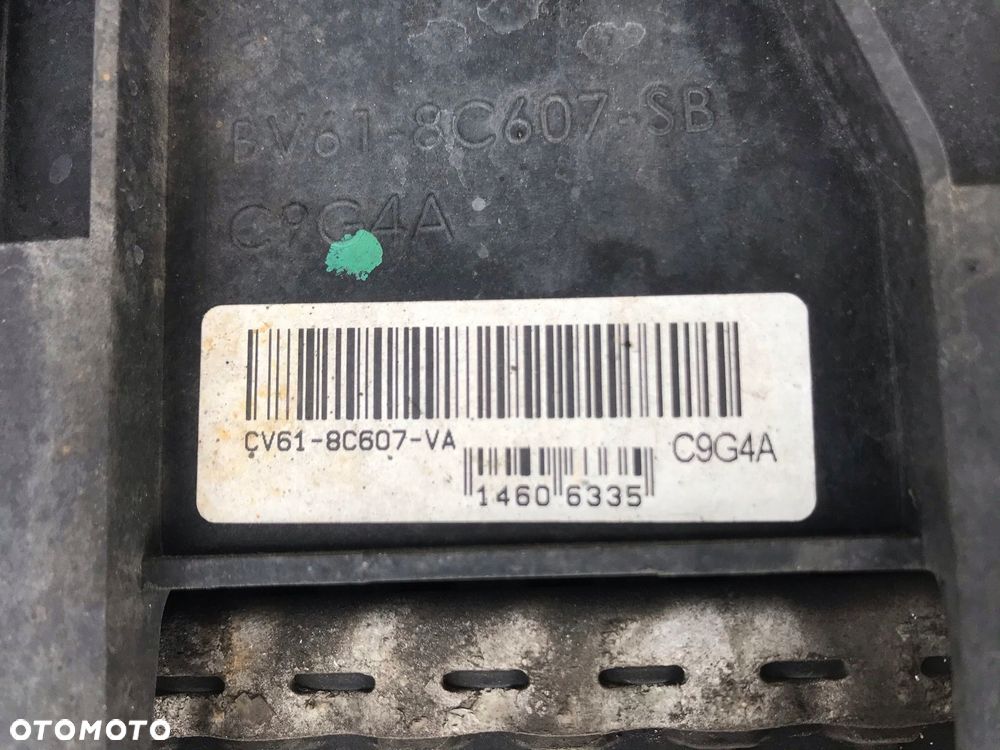 BV61-8C607-SB
C9G4A
CV61-8C607-VA
C9G4A
1460 6335
OTOMOTO